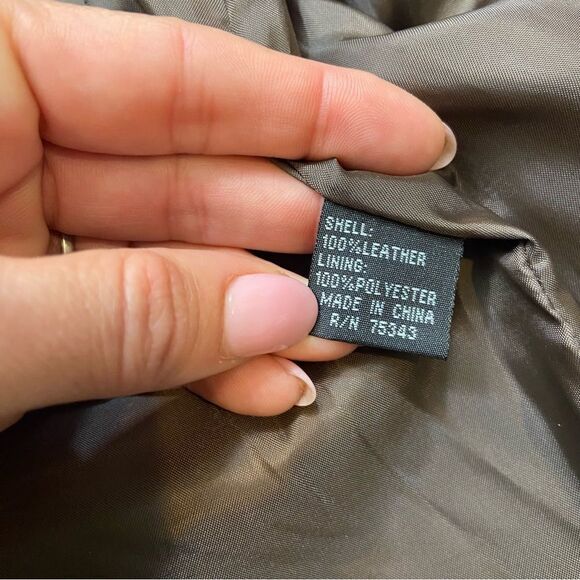 SHELL:
100%LEATHER
LINING:
100%POLYESTER
MADE IN CHINA
R/N 75343